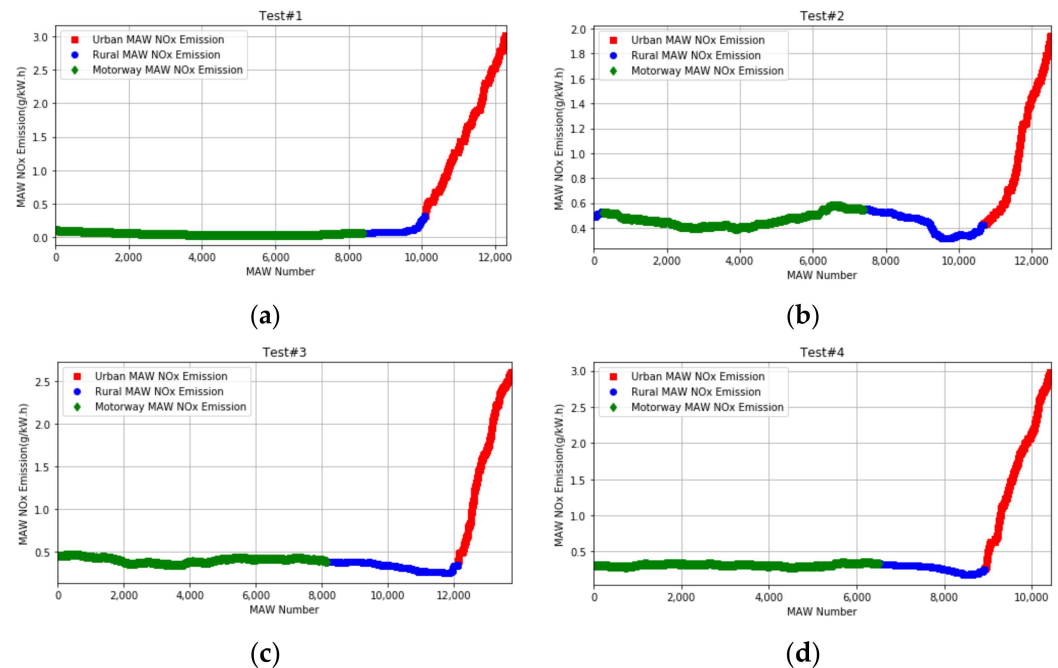 Test#1
3.0
2.5
2.0
1.5
1.0
0.5
0.0
MAW NOx Emission(g/kW.h)
Urban MAW NOx Emission
Rural MAW NOx Emission
Motorway MAW NOx Emission
0 2,000 4,000 6,000 8,000 10,000 12,000
MAW Number
(a)
Test#2
2.0
1.8
1.6
1.4
1.2
1.0
0.8
0.6
0.4
MAW NOx Emission(g/kW.h)
Urban MAW NOx Emission
Rural MAW NOx Emission
Motorway MAW NOx Emission
0 2,000 4,000 6,000 8,000 10,000 12,000
MAW Number
(b)
Test#3
2.5
2.0
1.5
1.0
0.5
MAW NOx Emission(g/kW.h)
Urban MAW NOx Emission
Rural MAW NOx Emission
Motorway MAW NOx Emission
0 2,000 4,000 6,000 8,000 10,000 12,000
MAW Number
(c)
Test#4
3.0
2.5
2.0
1.5
1.0
0.5
MAW NOx Emission(g/kW.h)
Urban MAW NOx Emission
Rural MAW NOx Emission
Motorway MAW NOx Emission
0 2,000 4,000 6,000 8,000 10,000
MAW Number
(d)